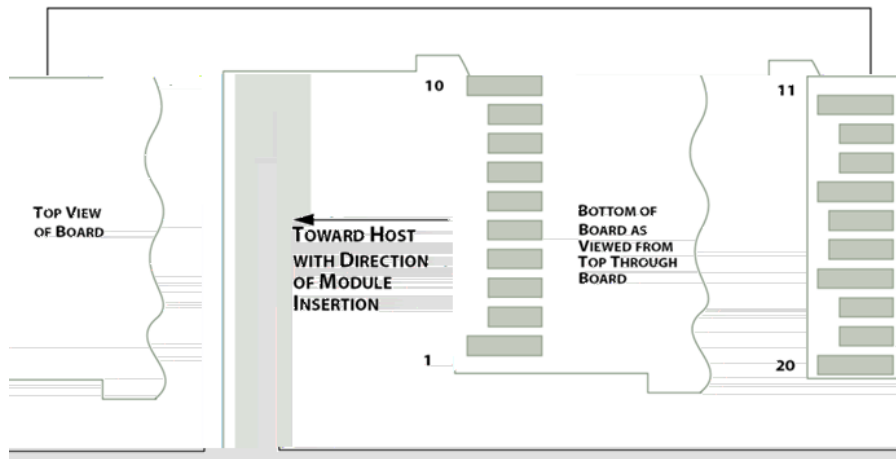 10
11
TOP VIEW
OF BOARD
TOWARD HOST
WITH DIRECTION
OF MODULE
INSERTION
BOTTOM OF
BOARD AS
VIEWED FROM
TOP THROUGH
BOARD
1
20